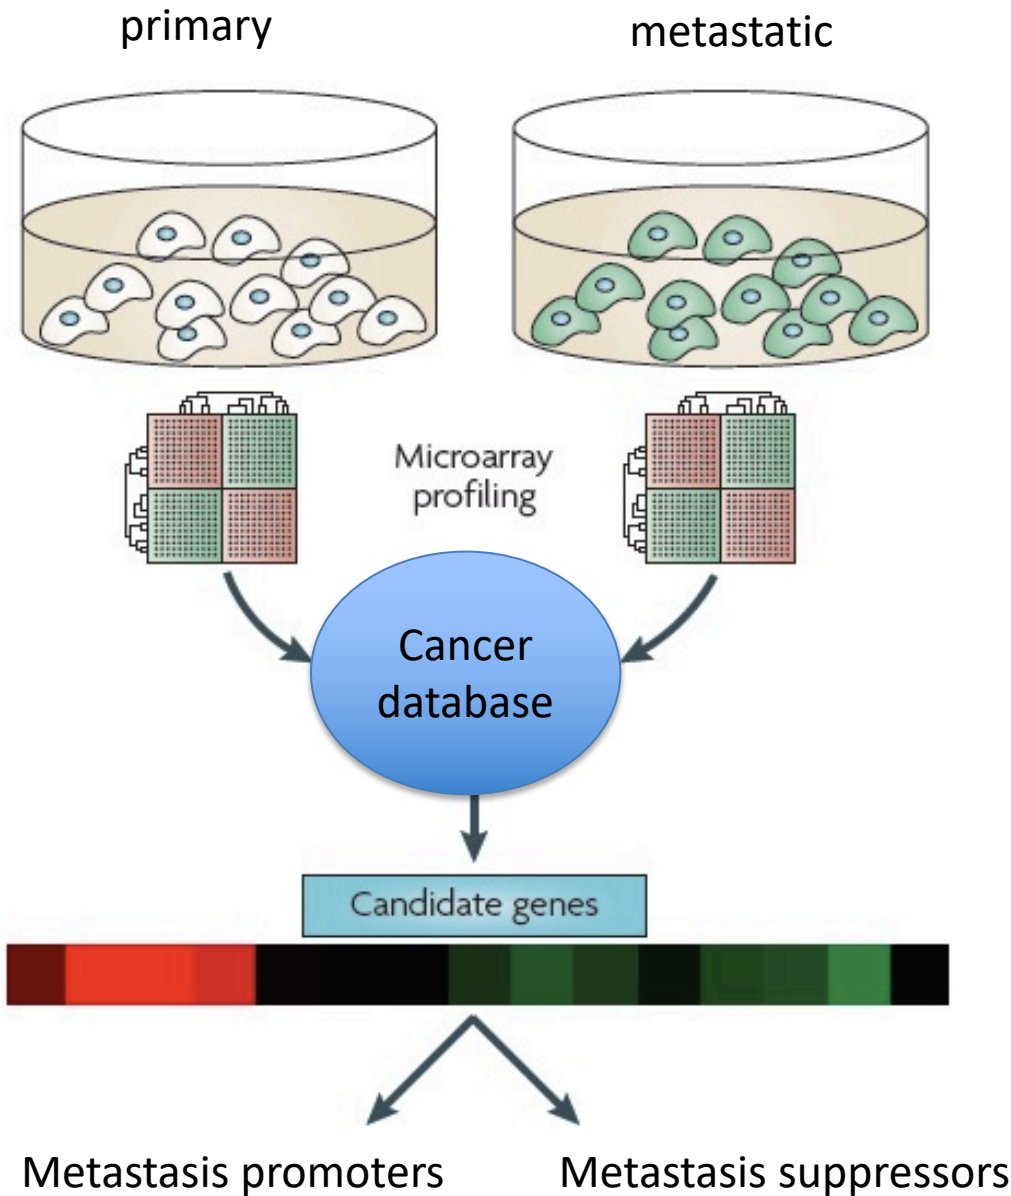 primary
metastatic
Microarray
profiling
Cancer
database
Candidate genes
Metastasis promoters
Metastasis suppressors